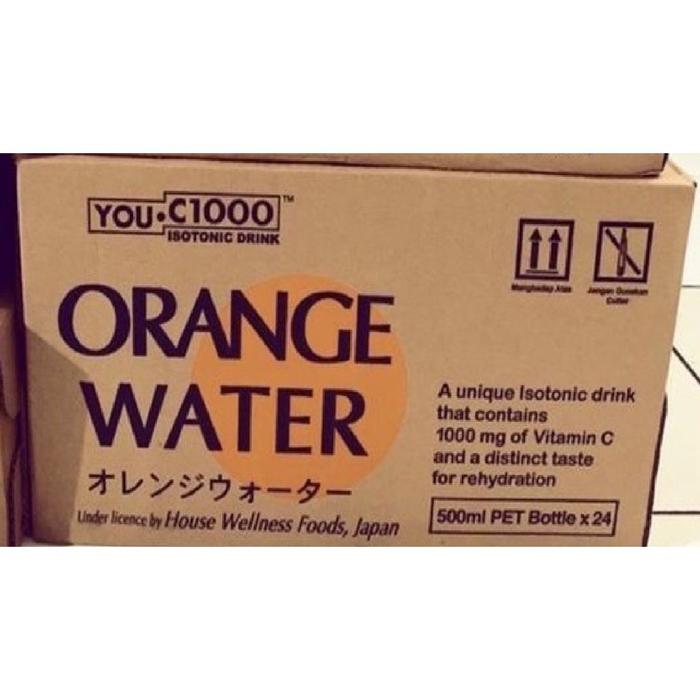 YOU•C1000™
ISOTONIC DRINK
ORANGE
WATER
オレンジウォーター
Under licence by House Wellness Foods, Japan
Menghadap Atas
Jangan Gunakan
Cutter
A unique Isotonic drink
that contains
1000 mg of Vitamin C
and a distinct taste
for rehydration
500ml PET Bottle x 24